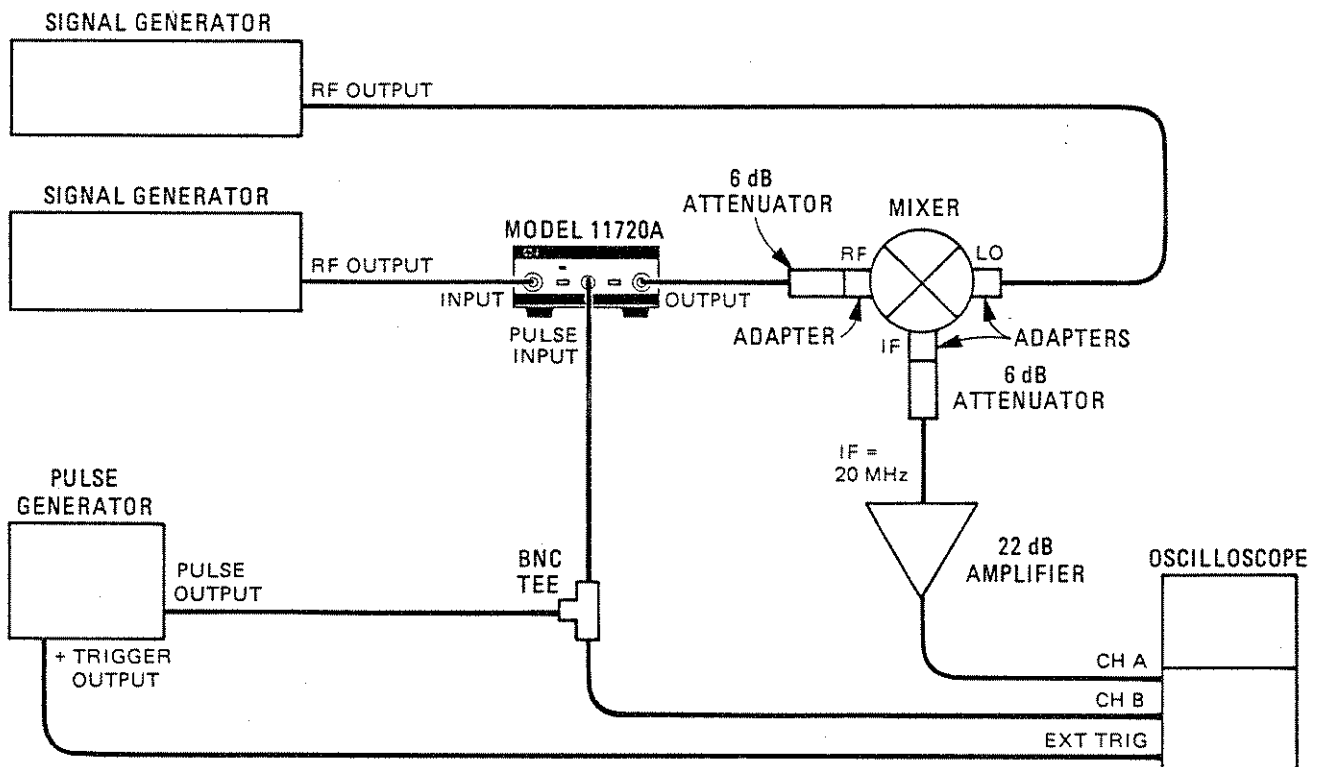 SIGNAL GENERATOR
RF OUTPUT
SIGNAL GENERATOR
RF OUTPUT
MODEL 11720A
INPUT
OUTPUT
PULSE
INPUT
6 dB
ATTENUATOR
MIXER
RF
LO
ADAPTER
IF
ADAPTERS
6 dB
ATTENUATOR
IF =
20 MHz
22 dB
AMPLIFIER
PULSE
GENERATOR
PULSE
OUTPUT
BNC
TEE
+ TRIGGER
OUTPUT
OSCILLOSCOPE
CH A
CH B
EXT TRIG